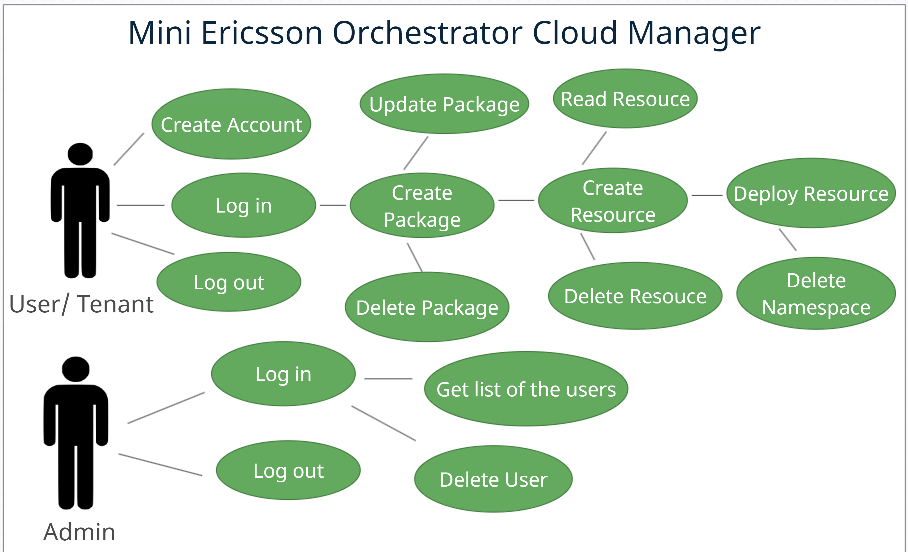 Mini Ericsson Orchestrator Cloud Manager
Create Account
Update Package
Read Resouce
Log in
Create
Package
Create
Resource
Deploy Resource
Log out
Delete Package
Delete Resouce
Delete
Namespace
User/ Tenant
Log in
Get list of the users
Log out
Delete User
Admin